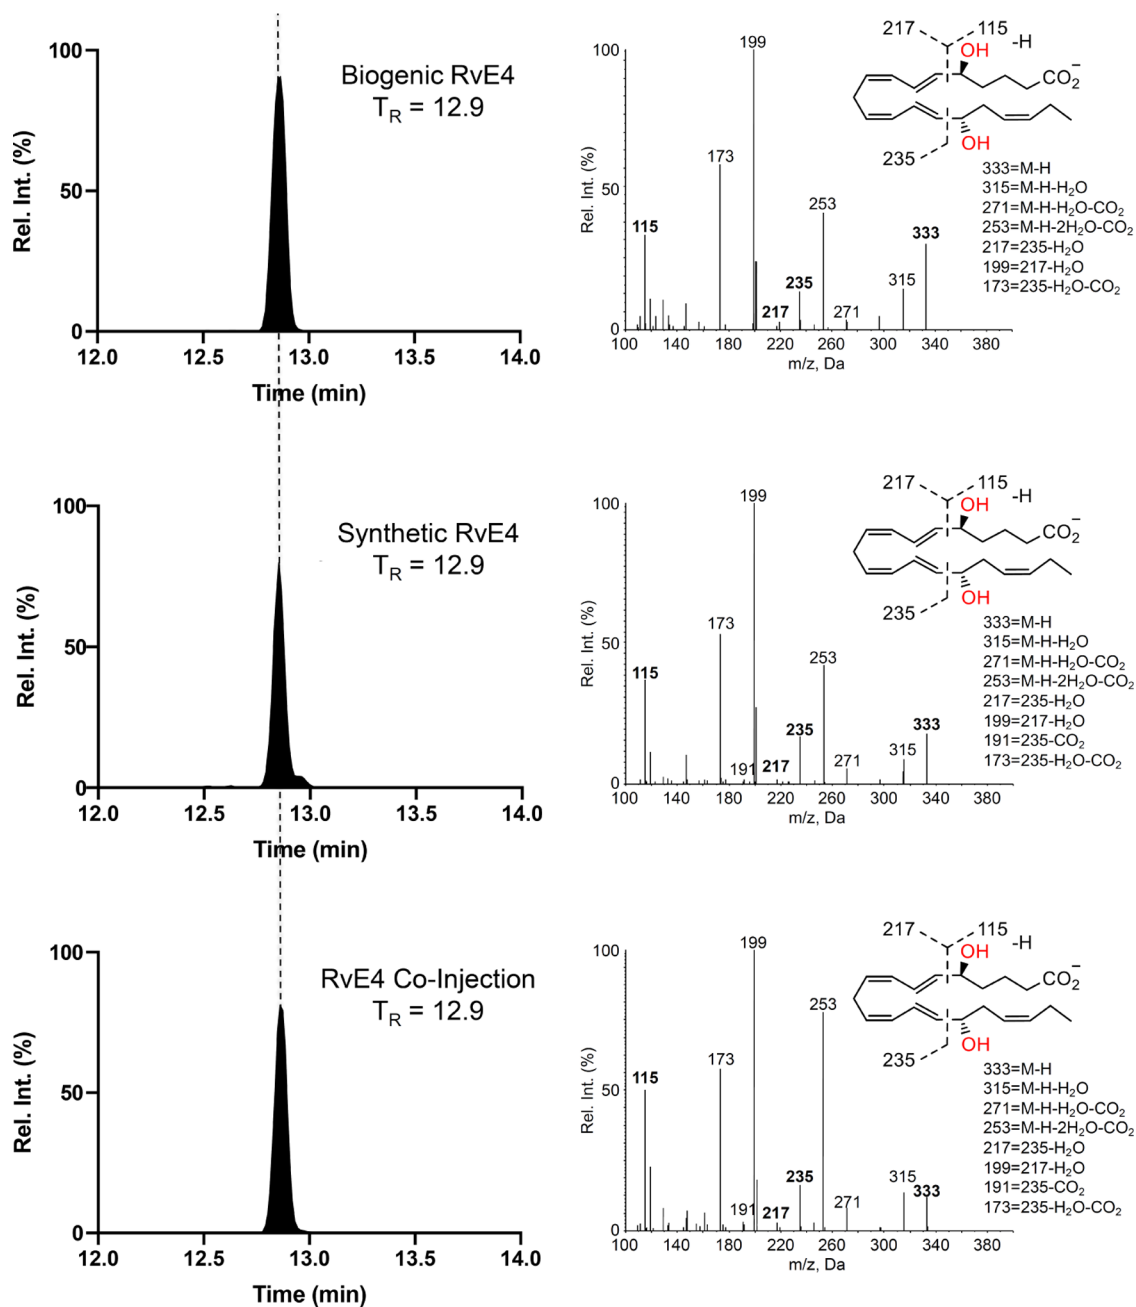 Biogenic RvE4
TR = 12.9
Rel. Int. (%)
100
50
0
12.0 12.5 13.0 13.5 14.0
Time (min)
Rel. Int. (%)
100
50
0
199
173
253
115
333
235
315
217
271
100 140 180 220 260 300 340 380
m/z, Da
217 115 -H
OH
CO2−
OH
235
333=M-H
315=M-H-H2O
271=M-H-H2O-CO2
253=M-H-2H2O-CO2
217=235-H2O
199=217-H2O
173=235-H2O-CO2
Synthetic RvE4
TR = 12.9
Rel. Int. (%)
100
50
0
12.0 12.5 13.0 13.5 14.0
Time (min)
Rel. Int. (%)
100
50
0
199
173
253
115
235
333
315
271
191
217
100 140 180 220 260 300 340 380
m/z, Da
217 115 -H
OH
CO2−
OH
235
333=M-H
315=M-H-H2O
271=M-H-H2O-CO2
253=M-H-2H2O-CO2
217=235-H2O
199=217-H2O
191=235-CO2
173=235-H2O-CO2
RvE4 Co-Injection
TR = 12.9
Rel. Int. (%)
100
50
0
12.0 12.5 13.0 13.5 14.0
Time (min)
Rel. Int. (%)
100
50
0
199
253
173
115
235
315
333
271
191
217
100 140 180 220 260 300 340 380
m/z, Da
217 115 -H
OH
CO2−
OH
235
333=M-H
315=M-H-H2O
271=M-H-H2O-CO2
253=M-H-2H2O-CO2
217=235-H2O
199=217-H2O
191=235-CO2
173=235-H2O-CO2